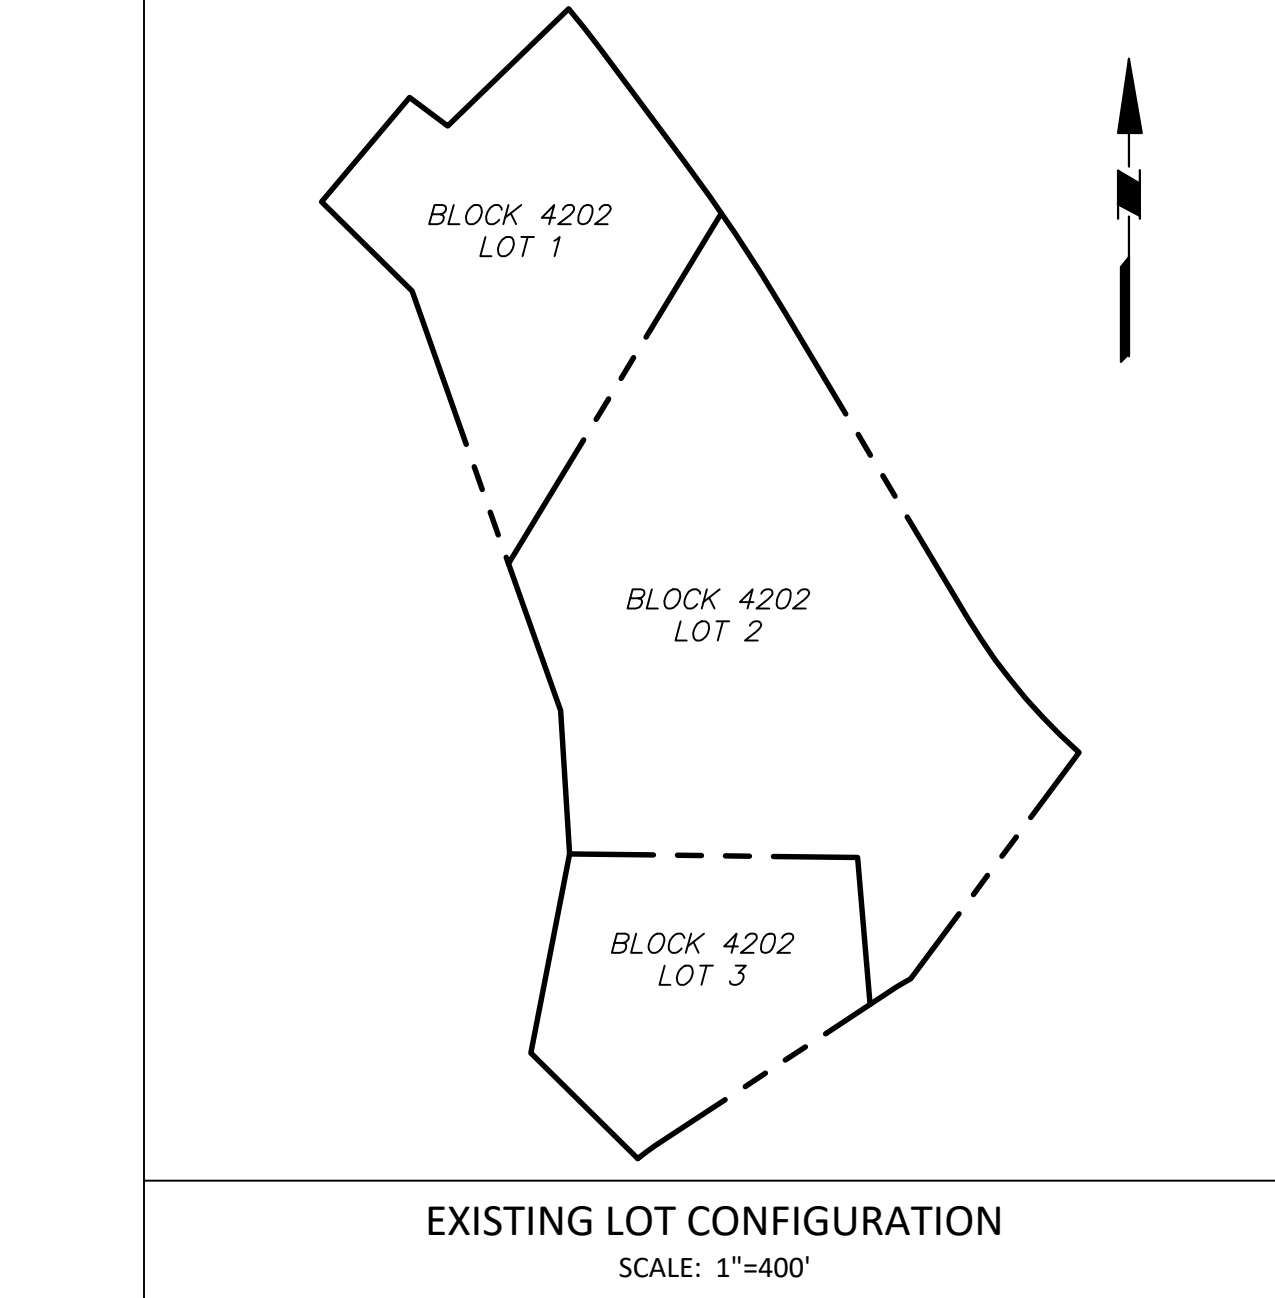 BLOCK 4202
LOT 1
N
BLOCK 4202
LOT 2
BLOCK 4202
LOT 3
EXISTING LOT CONFIGURATION
SCALE: 1"=400'